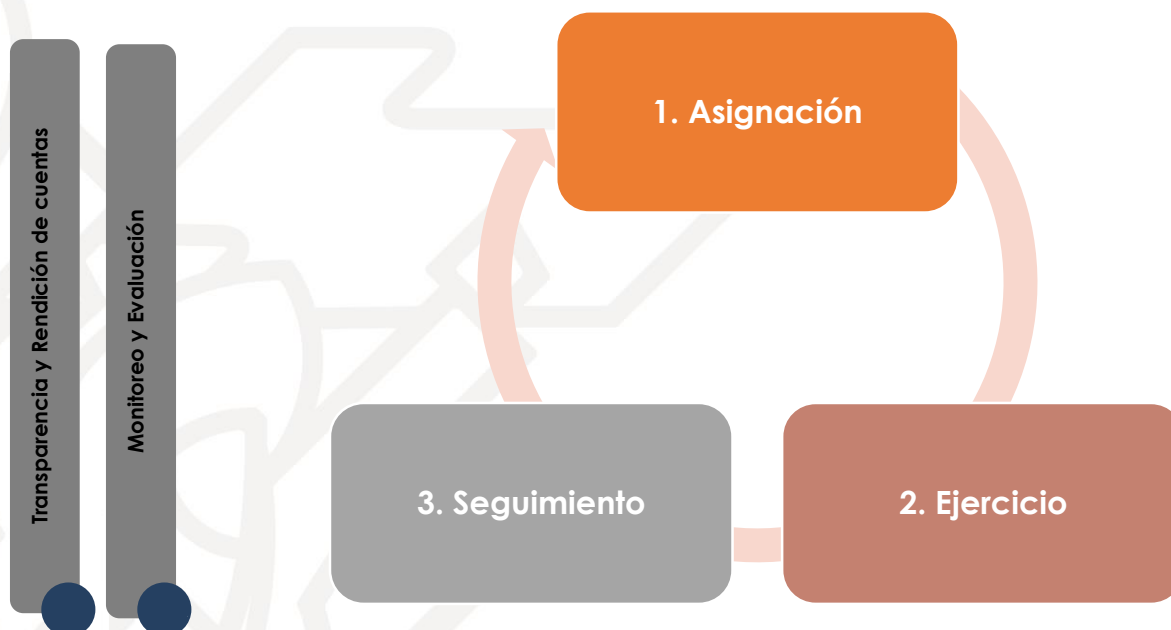 Transparencia y Rendición de cuentas
Monitoreo y Evaluación
1. Asignación
3. Seguimiento
2. Ejercicio